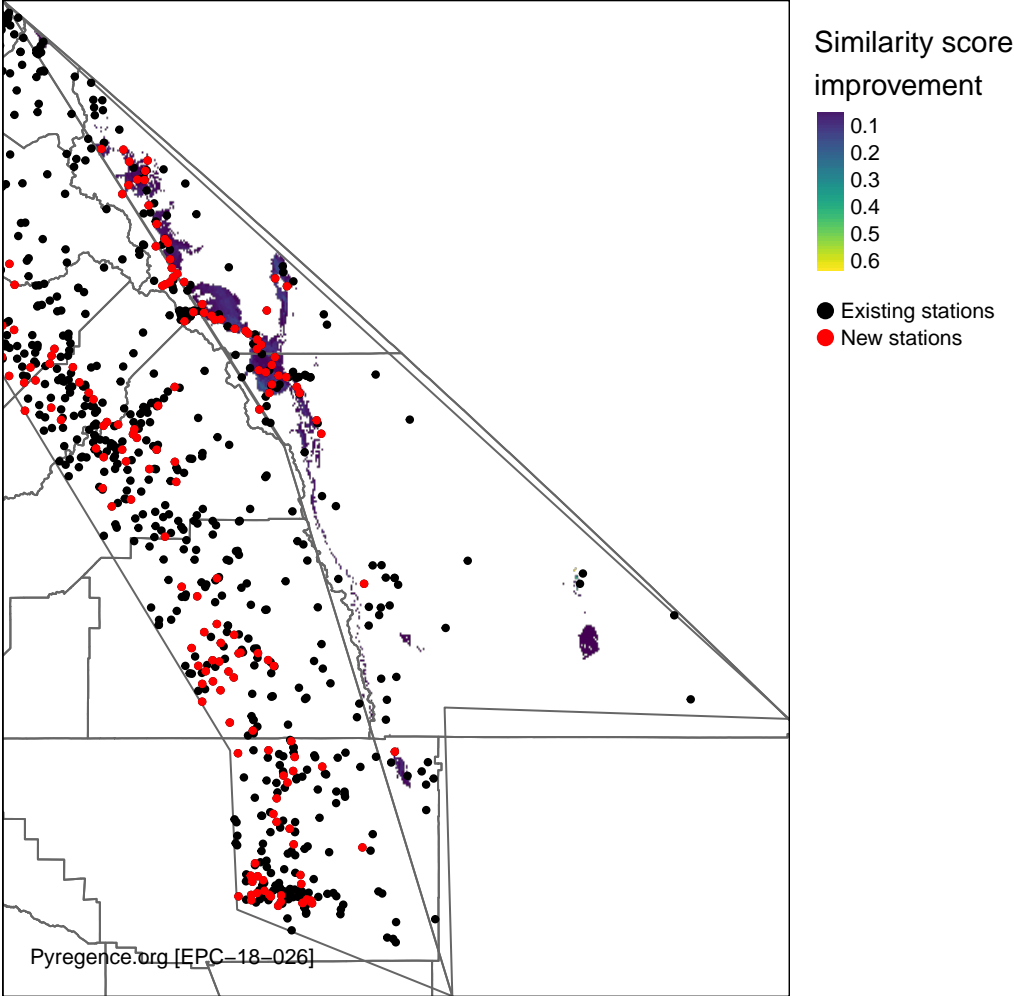 Similarity score
improvement
0.1
0.2
0.3
0.4
0.5
0.6
Existing stations
New stations
Pyregence.org [EPC−18−026]